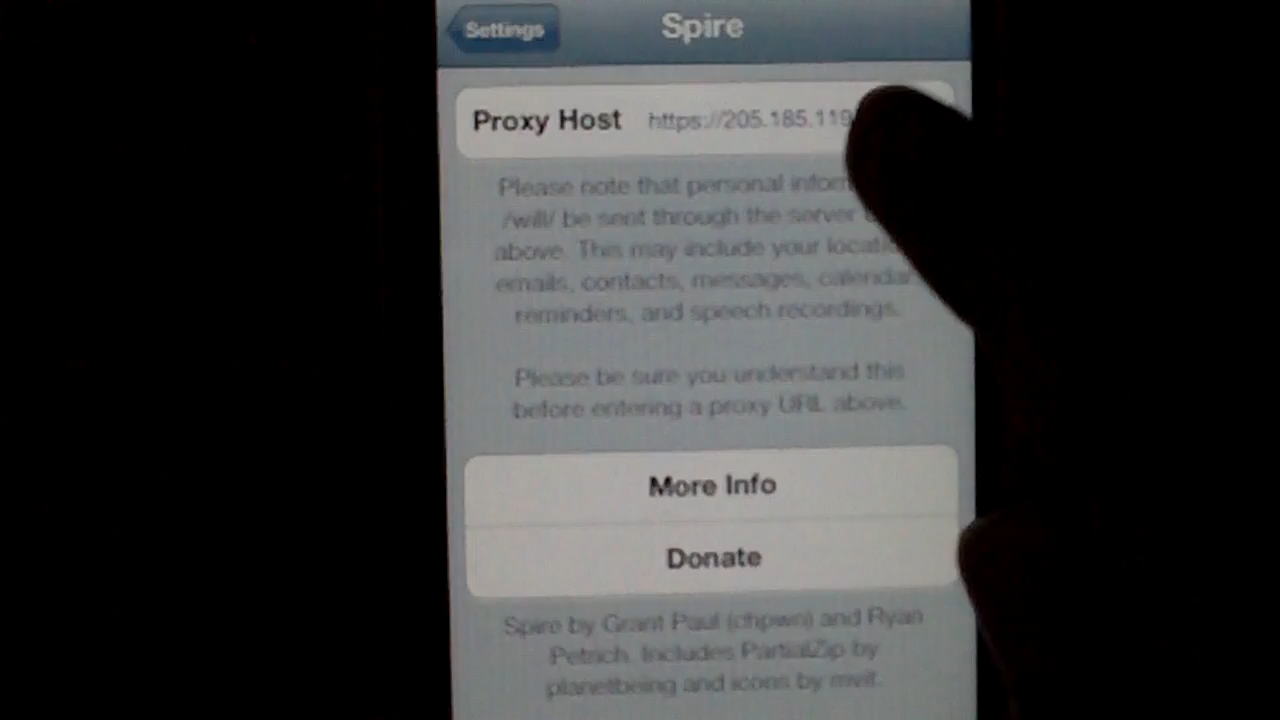 Settings
Spire
Proxy Host https://205.185.119
Please note that personal
/will/ be sent through the server
above. This may include your
emails, contacts, messages, calendar
reminders, and speech recordings.
Please be sure you understand this
before entering a proxy URL above.
More Info
Donate
Spire by Grant Paul (chpwn) and Ryan
Petrich. Includes PartialZip by
planetbeing and icons by